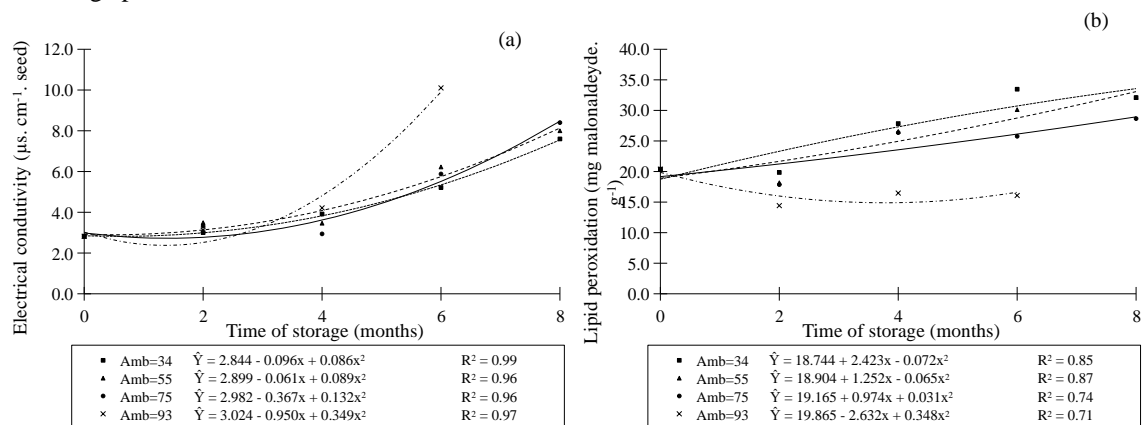 (a)
12.0
10.0
8.0
6.0
4.0
2.0
0.0
0 2 4 6 8
Electrical condutivity (µs. cm⁻¹. seed)
Time of storage (months)
Amb=34 Ŷ = 2.844 - 0.096x + 0.086x² R² = 0.99
Amb=55 Ŷ = 2.899 - 0.061x + 0.089x² R² = 0.96
Amb=75 Ŷ = 2.982 - 0.367x + 0.132x² R² = 0.96
Amb=93 Ŷ = 3.024 - 0.950x + 0.349x² R² = 0.97
(b)
40.0
35.0
30.0
25.0
20.0
15.0
10.0
5.0
0.0
0 2 4 6 8
Lipid peroxidation (mg malonaldeyde.
g⁻¹)
Time of storage (months)
Amb=34 Ŷ = 18.744 + 2.423x - 0.072x² R² = 0.85
Amb=55 Ŷ = 18.904 + 1.252x - 0.065x² R² = 0.87
Amb=75 Ŷ = 19.165 + 0.974x + 0.031x² R² = 0.74
Amb=93 Ŷ = 19.865 - 2.632x + 0.348x² R² = 0.71